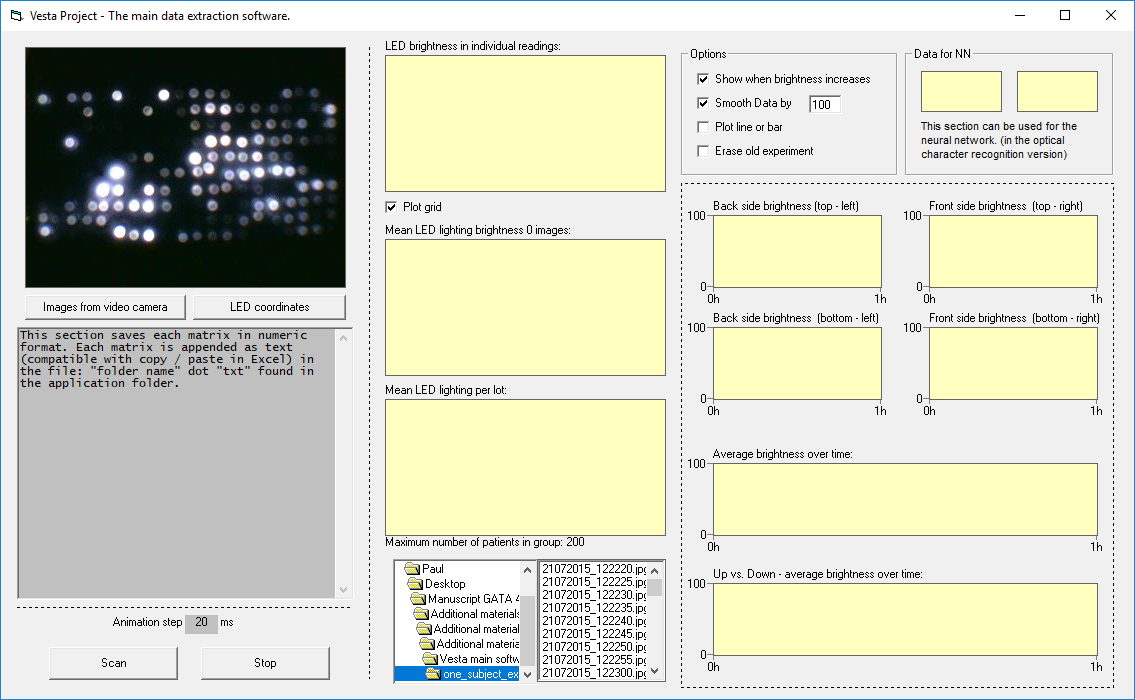 Vesta Project - The main data extraction software.
Images from video camera
LED coordinates
This section saves each matrix in numeric
format. Each matrix is appended as text
(compatible with copy / paste in Excel) in
the file: "folder name" dot "txt" found in
the application folder.
Animation step 20 ms
Scan
Stop
LED brightness in individual readings:
Plot grid
Mean LED lighting brightness 0 images:
Mean LED lighting per lot:
Maximum number of patients in group: 200
Paul
Desktop
Manuscript GATA 4
Additional materials
Additional material
Additional materia
Vesta main softw
one_subject_ex
21072015_122220.jpg
21072015_122225.jpg
21072015_122230.jpg
21072015_122235.jpg
21072015_122240.jpg
21072015_122245.jpg
21072015_122250.jpg
21072015_122255.jpg
21072015_122300.jpg
Options
Show when brightness increases
Smooth Data by 100
Plot line or bar
Erase old experiment
Data for NN
This section can be used for the
neural network. (in the optical
character recognition version)
Back side brightness (top - left)
100
0
0h 1h
Front side brightness (top - right)
100
0
0h 1h
Back side brightness (bottom - left)
100
0
0h 1h
Front side brightness (bottom - right)
100
0
0h 1h
Average brightness over time:
100
0
0h 1h
Up vs. Down - average brightness over time:
100
0
0h 1h